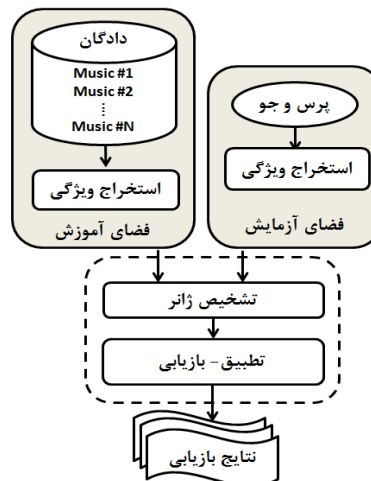 دادگان
Music #1
Music #2
Music #N
استخراج ویژگی
فضای آموزش
پرس و جو
استخراج ویژگی
فضای آزمایش
تشخیص ژانر
تطبیق - بازیابی
نتایج بازیابی